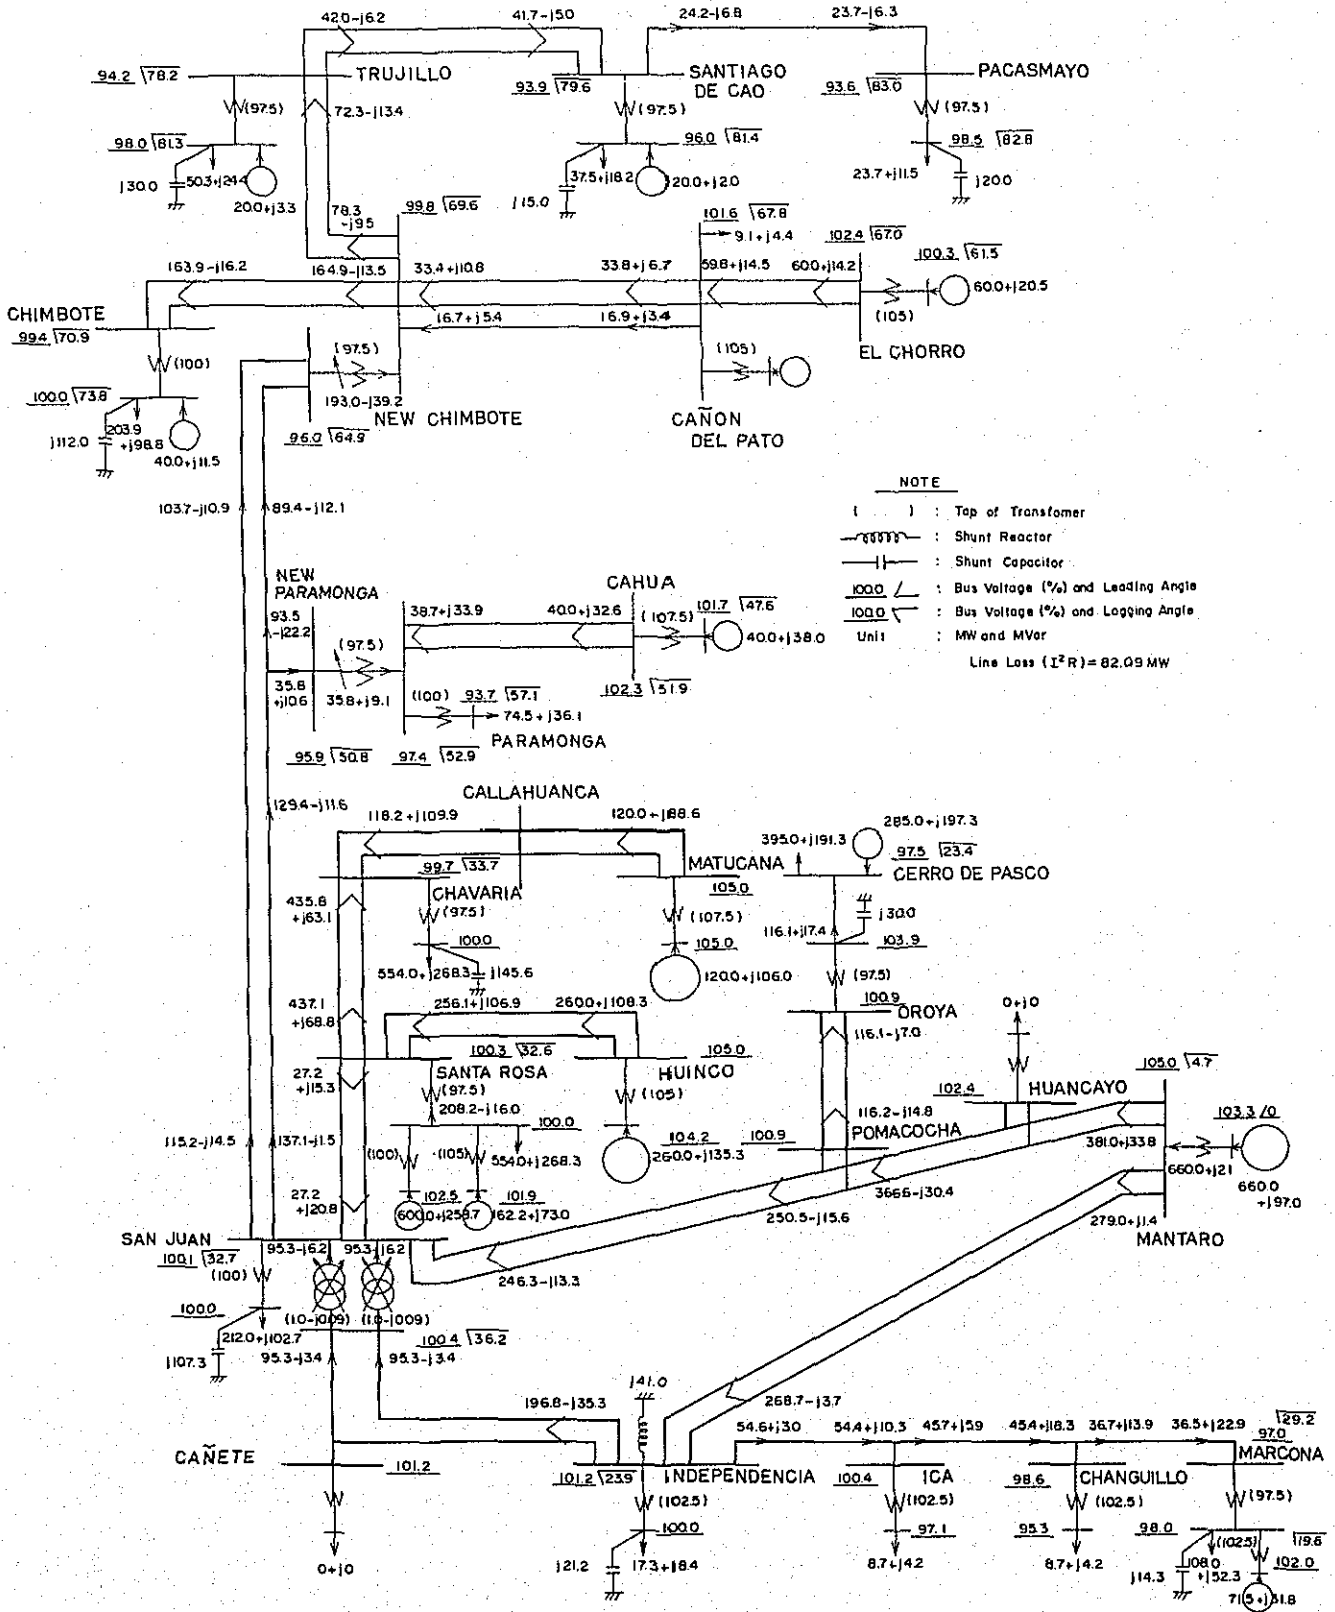 42.0-j6.2
41.7-j5.0
24.2-j6.8
23.7-j6.3
94.2 78.2
TRUJILLO
93.9 79.6
SANTIAGO
DE CAO
93.6 83.0
PACASMAYO
(97.5)
72.3-j13.4
(97.5)
(97.5)
98.0 81.3
96.0 81.4
98.5 82.8
j30.0
50.3+j24.4
20.0+j3.3
j15.0
37.5+j18.2
20.0+j2.0
23.7+j11.5
j20.0
78.3
-j9.5
99.8 69.6
101.6 67.8
9.1+j4.4
102.4 67.0
100.3 61.5
163.9-j16.2
164.9-j13.5
33.4+j10.8
33.8+j6.7
59.8+j14.5
60.0+j14.2
60.0+j20.5
CHIMBOTE
99.4 70.9
16.7+j5.4
16.9+j3.4
(105)
EL CHORRO
(100)
(97.5)
(105)
100.0 73.8
193.0-j39.2
NEW CHIMBOTE
CAÑON
DEL PATO
j112.0
203.9
+j98.8
40.0+j11.5
96.0 64.9
103.7-j10.9
89.4-j12.1
NOTE
( ) : Tap of Transfomer
: Shunt Reactor
: Shunt Capacitor
100.0 : Bus Voltage (%) and Leading Angle
100.0 : Bus Voltage (%) and Lagging Angle
Unit : MW and MVar
Line Loss (I²R)=82.09 MW
NEW
PARAMONGA
CAHUA
93.5
-j22.2
38.7+j33.9
40.0+j32.6
(107.5)
101.7 47.6
40.0+j38.0
(97.5)
35.8
+j10.6
35.8+j9.1
(100)
93.7 57.1
74.5+j36.1
102.3 51.9
PARAMONGA
95.9 50.8
97.4 52.9
129.4-j11.6
CALLAHUANCA
118.2+j109.9
120.0+j88.6
395.0+j191.3
285.0+j197.3
97.5 23.4
99.7 33.7
MATUCANA
CERRO DE PASCO
CHAVARIA
105.0
435.8
+j63.1
(97.5)
(107.5)
116.1+j17.4
j30.0
100.0
105.0
103.9
554.0+j268.3
j145.6
120.0+j106.0
(97.5)
256.1+j106.9
260.0+j108.3
100.9
OROYA
0+j0
437.1
+j68.8
116.1-j7.0
100.3 32.6
105.0
105.0 4.7
SANTA ROSA
HUINCO
HUANCAYO
102.4
27.2
+j15.3
(97.5)
208.2-j16.0
(105)
116.2-j14.8
POMACOCHA
103.3 /0
381.0+j33.8
115.2-j14.5
137.1-j1.5
100.0
100.9
(100)
(105)
554.0+j268.3
104.2
260.0+j135.3
660.0+j2.1
660.0
+j97.0
27.2
+j20.8
102.5
101.9
600.0+j258.7
162.2+j73.0
366.6-j30.4
250.5-j15.6
279.0+j1.4
MANTARO
SAN JUAN
95.3-j6.2
95.3-j6.2
100.1 32.7
(100)
246.3-j13.3
100.0
(1.0-j0.09)
(1.0-j0.09)
212.0+j102.7
100.4 36.2
j107.3
95.3-j3.4
95.3-j3.4
j41.0
268.7-j3.7
196.8-j35.3
54.6+j3.0
54.4+j10.3
45.7+j5.9
45.4+j18.3
36.7+j13.9
36.5+j22.9
29.2
97.0
CAÑETE
101.2
101.2 23.9
INDEPENDENCIA
100.4
ICA
98.6
CHANGUILLO
MARCONA
(102.5)
(102.5)
(102.5)
(97.5)
100.0
97.1
95.3
98.0
19.6
0+j0
j21.2
17.3+j8.4
8.7+j4.2
8.7+j4.2
j14.3
108.0
+j52.3
(102.5)
102.0
71.5+j31.8